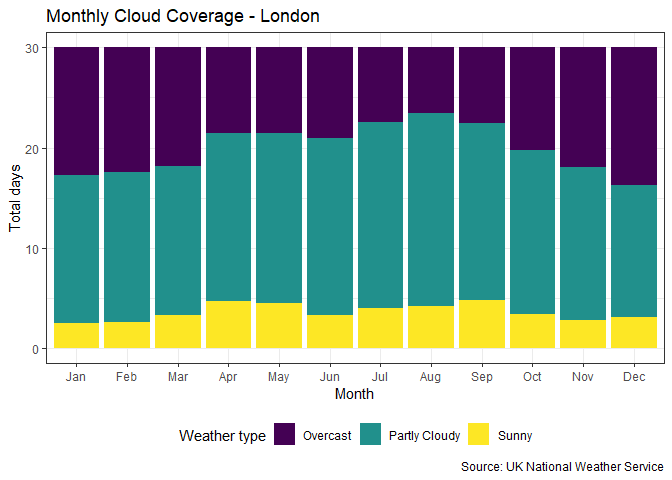 Monthly Cloud Coverage - London
Total days
30
20
10
0
Jan Feb Mar Apr May Jun Jul Aug Sep Oct Nov Dec
Month
Weather type Overcast Partly Cloudy Sunny
Source: UK National Weather Service